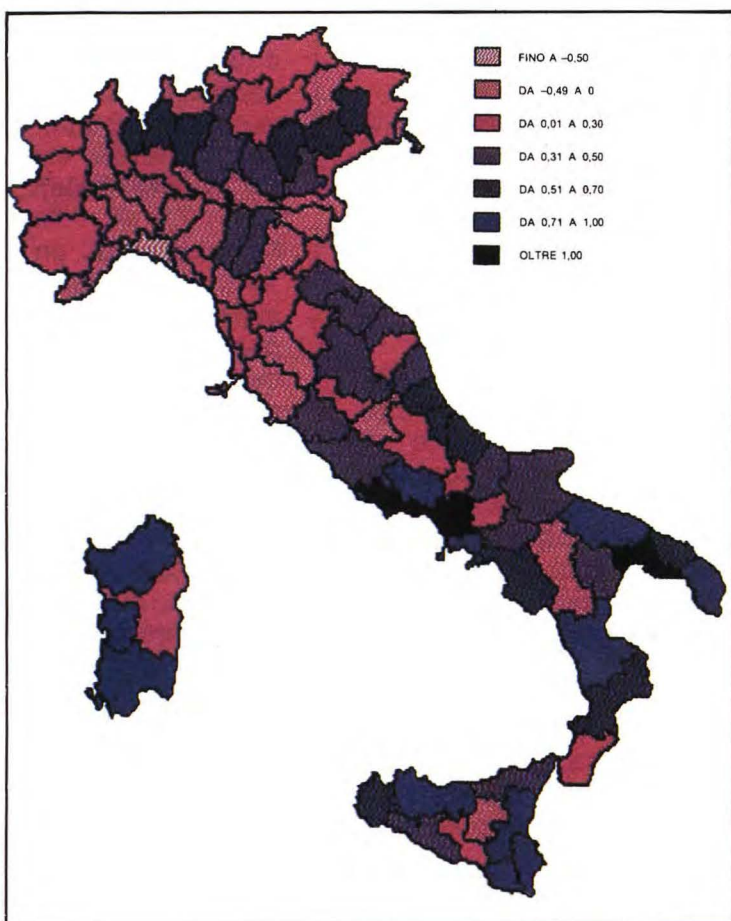 FINO A -0,50
DA -0,49 A 0
DA 0,01 A 0,30
DA 0,31 A 0,50
DA 0,51 A 0,70
DA 0,71 A 1,00
OLTRE 1,00